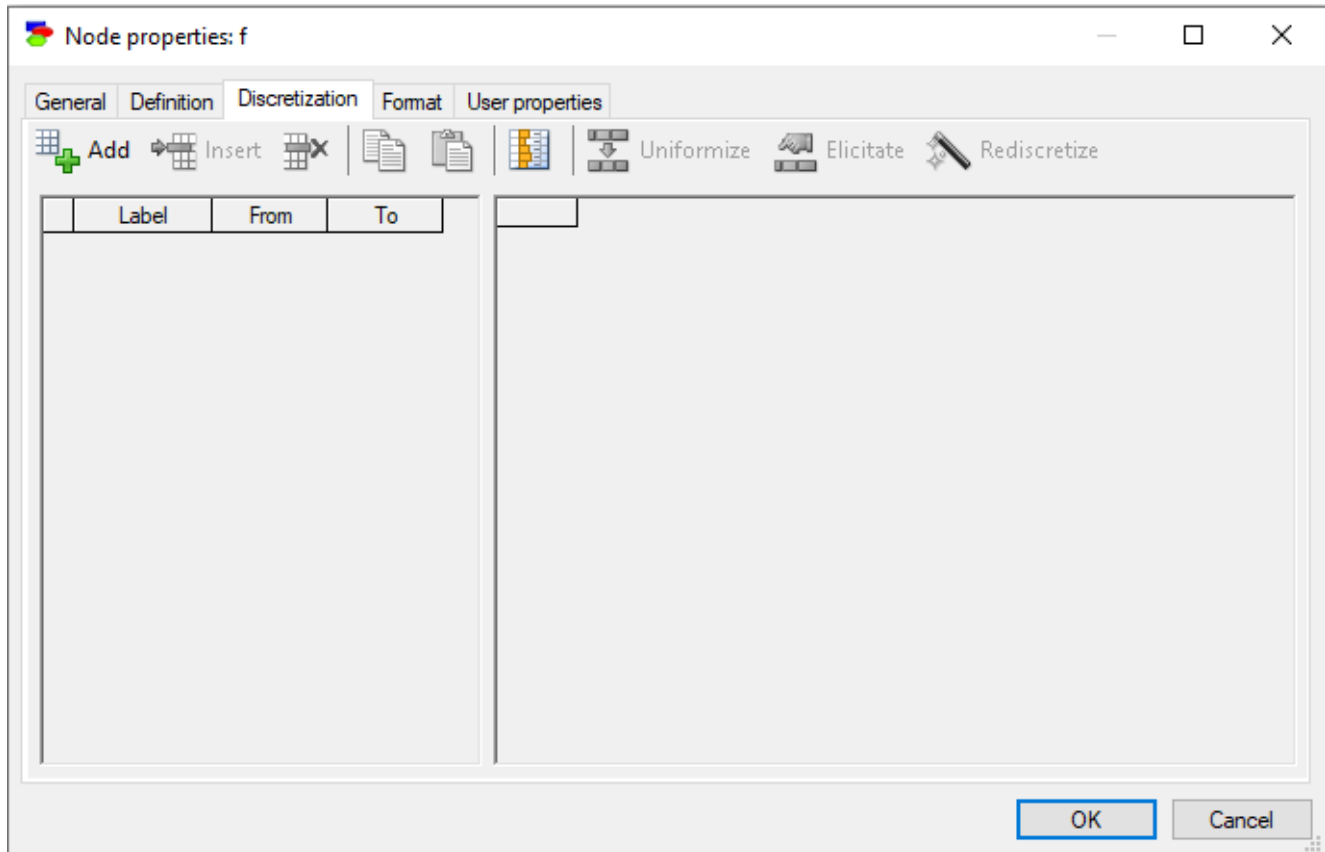 Node properties: f
General Definition Discretization Format User properties
Add Insert Uniformize Elicitate Rediscretize
Label From To
OK Cancel